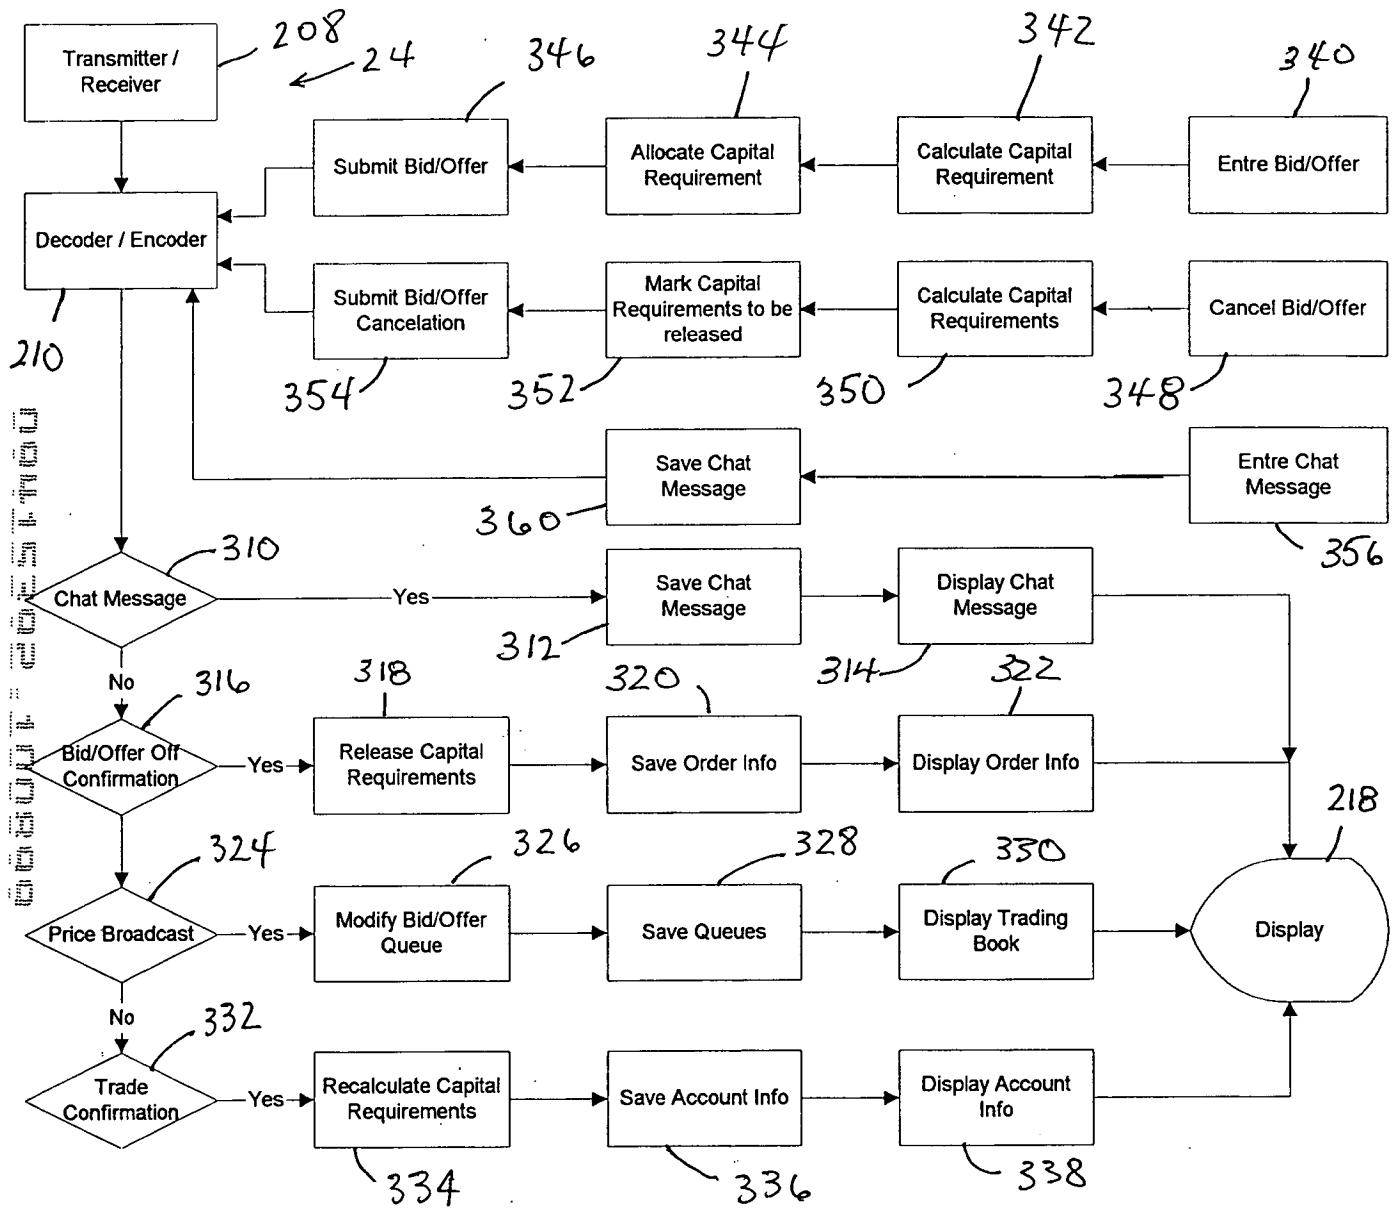 208
24
346
344
342
340
Transmitter /
Receiver
Submit Bid/Offer
Allocate Capital
Requirement
Calculate Capital
Requirement
Entre Bid/Offer
Decoder / Encoder
210
Submit Bid/Offer
Cancelation
Mark Capital
Requirements to be
released
Calculate Capital
Requirements
Cancel Bid/Offer
354
352
350
348
Save Chat
Message
Entre Chat
Message
360
356
310
Chat Message
Yes
Save Chat
Message
Display Chat
Message
312
314
No
316
318
320
322
Bid/Offer Off
Confirmation
Yes
Release Capital
Requirements
Save Order Info
Display Order Info
218
324
326
328
330
Price Broadcast
Yes
Modify Bid/Offer
Queue
Save Queues
Display Trading
Book
Display
No
332
Trade
Confirmation
Yes
Recalculate Capital
Requirements
Save Account Info
Display Account
Info
334
336
338